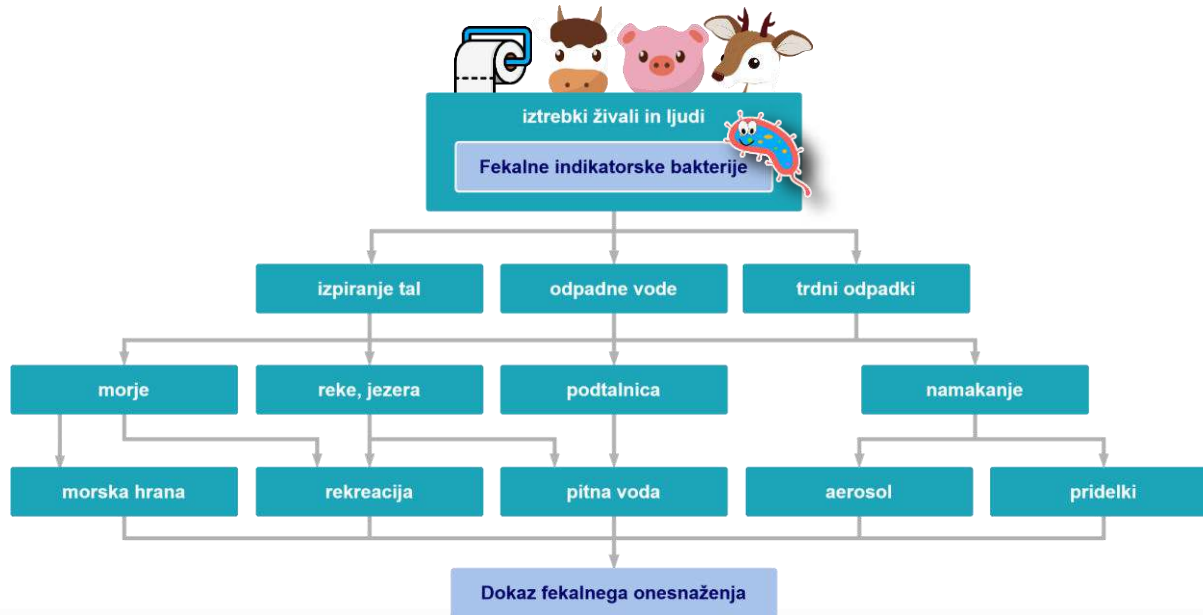 iztrebki živali in ljudi
Fekalne indikatorske bakterije
izpiranje tal
odpadne vode
trdni odpadki
morje
reke, jezera
podtalnica
namakanje
morska hrana
rekreacija
pitna voda
aerosol
pridelki
Dokaz fekalnega onesnaženja